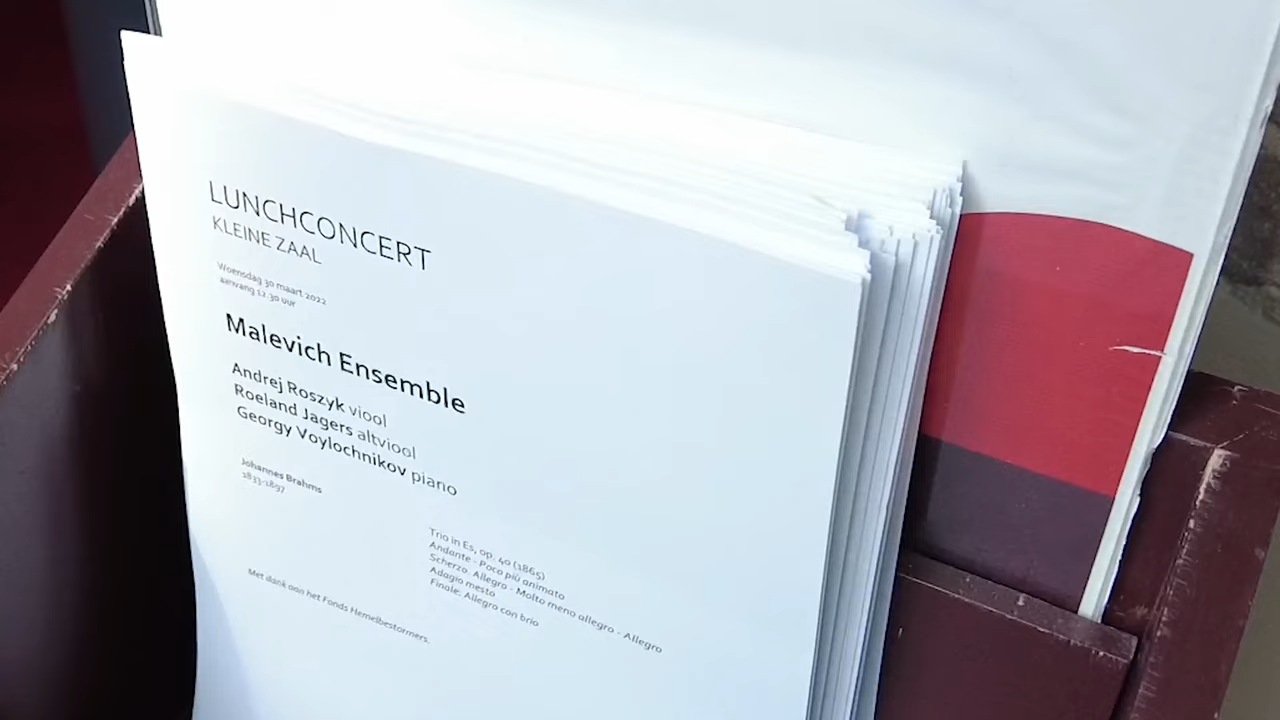 LUNCHCONCERT
KLEINE ZAAL
Woensdag 30 maart 2022
aanvang 12.30 uur
Malevich Ensemble
Andrej Roszyk viool
Roeland Jagers altviool
Georgy Voylochnikov piano
Johannes Brahms
1833-1897
Trio in Es, op. 40 (1865)
Andante - Poco più animato
Scherzo. Allegro - Molto meno allegro - Allegro
Adagio mesto
Finale: Allegro con brio
Met dank aan het Fonds Hemelbestormers.